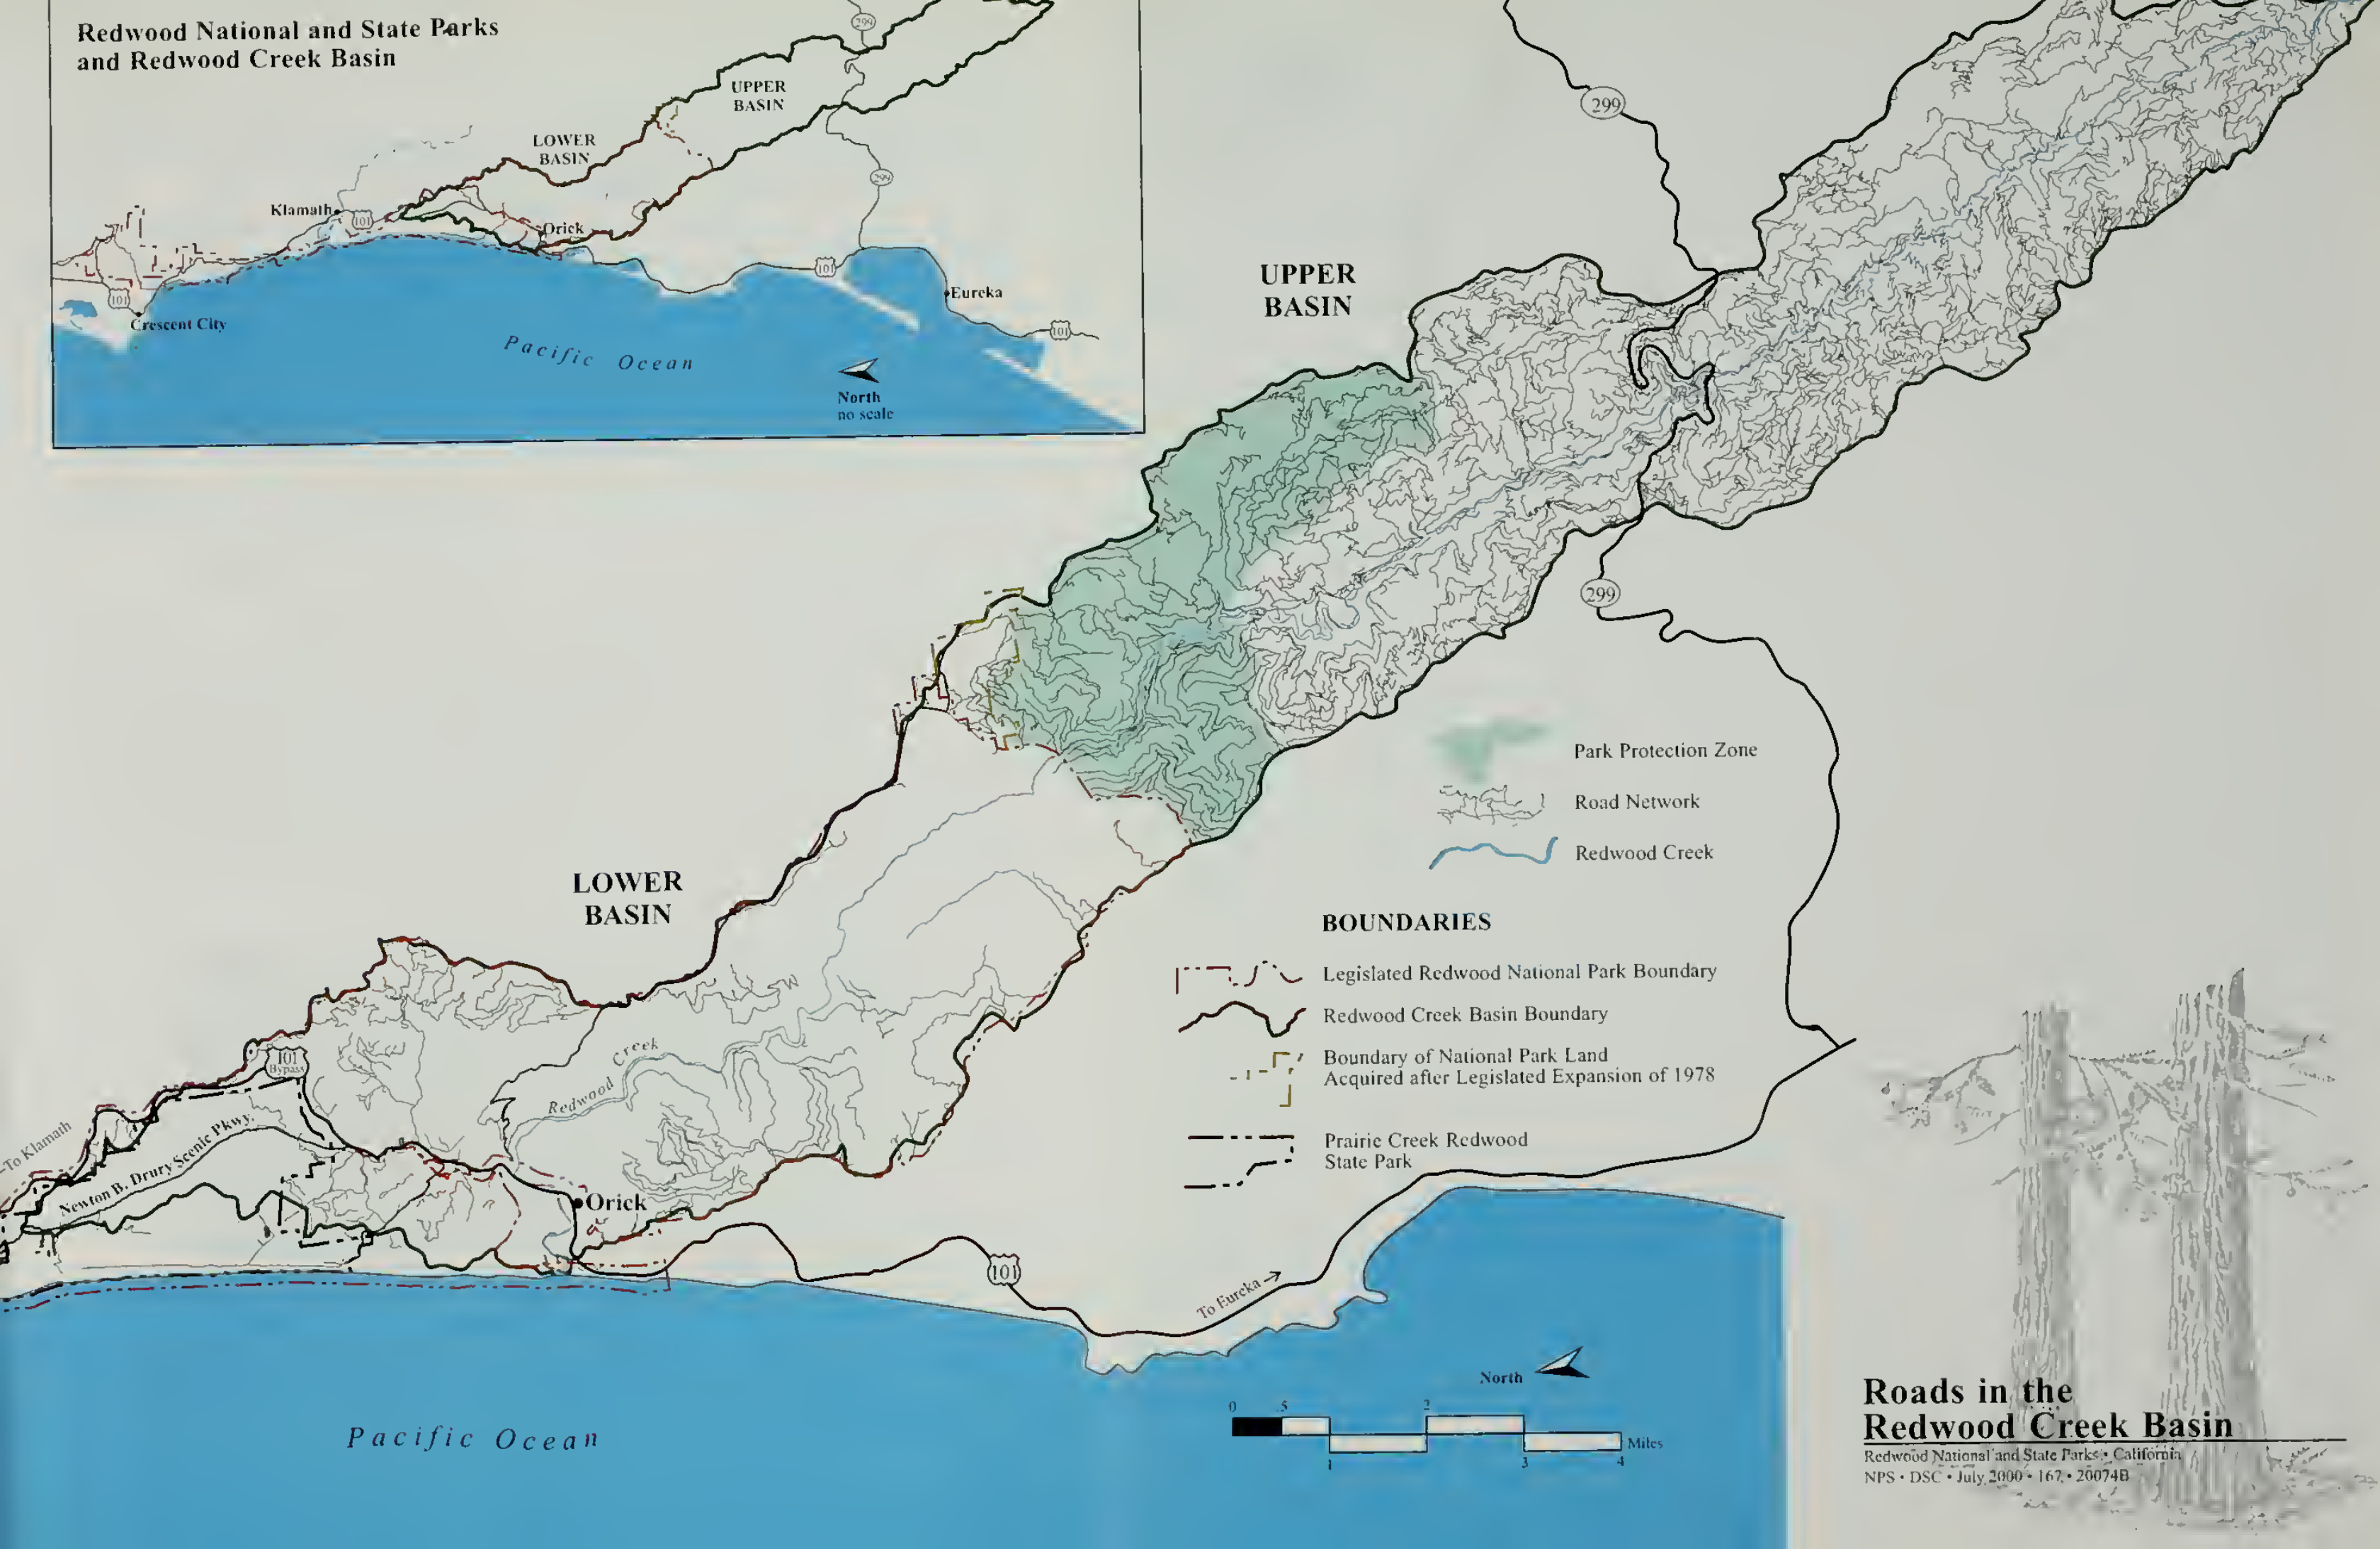 Redwood National and State Parks
and Redwood Creek Basin
299
UPPER
BASIN
LOWER
BASIN
299
Klamath
101
Orick
101
101
Eureka
Crescent City
101
Pacific Ocean
North
no scale
299
UPPER
BASIN
299
Park Protection Zone
Road Network
Redwood Creek
LOWER
BASIN
BOUNDARIES
Legislated Redwood National Park Boundary
Redwood Creek Basin Boundary
Boundary of National Park Land
Acquired after Legislated Expansion of 1978
Prairie Creek Redwood
State Park
101
Bypass
Redwood Creek
To Klamath
Newton B. Drury Scenic Pkwy.
Orick
101
To Eureka
North
0 .5 2
Miles
1 3 4
Pacific Ocean
Roads in the
Redwood Creek Basin
Redwood National and State Parks • California
NPS • DSC • July 2000 • 167 • 20074B